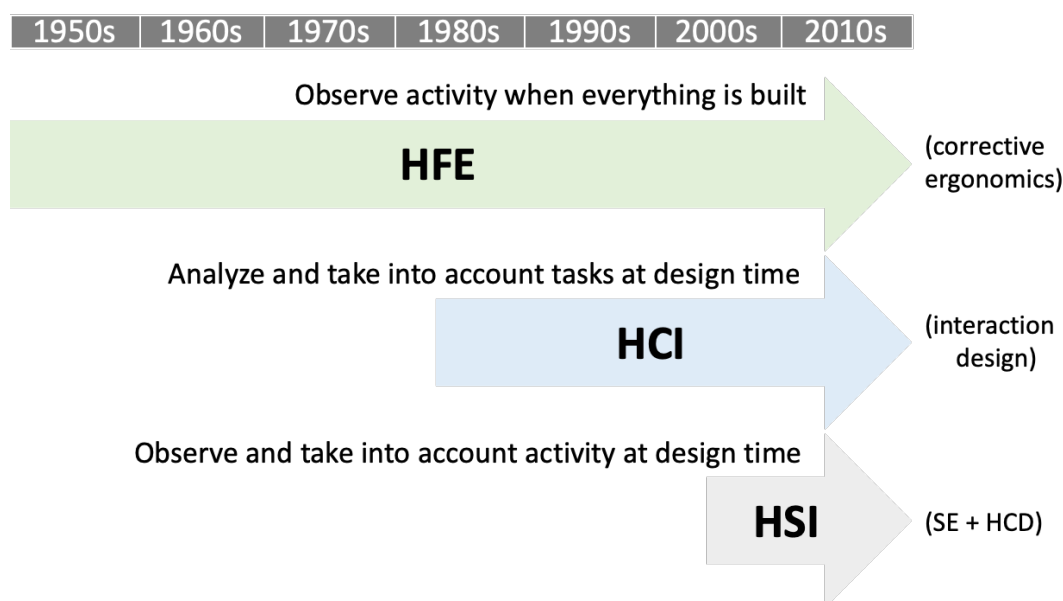 1950s 1960s 1970s 1980s 1990s 2000s 2010s
Observe activity when everything is built
HFE
(corrective
ergonomics)
Analyze and take into account tasks at design time
HCI
(interaction
design)
Observe and take into account activity at design time
HSI
(SE + HCD)